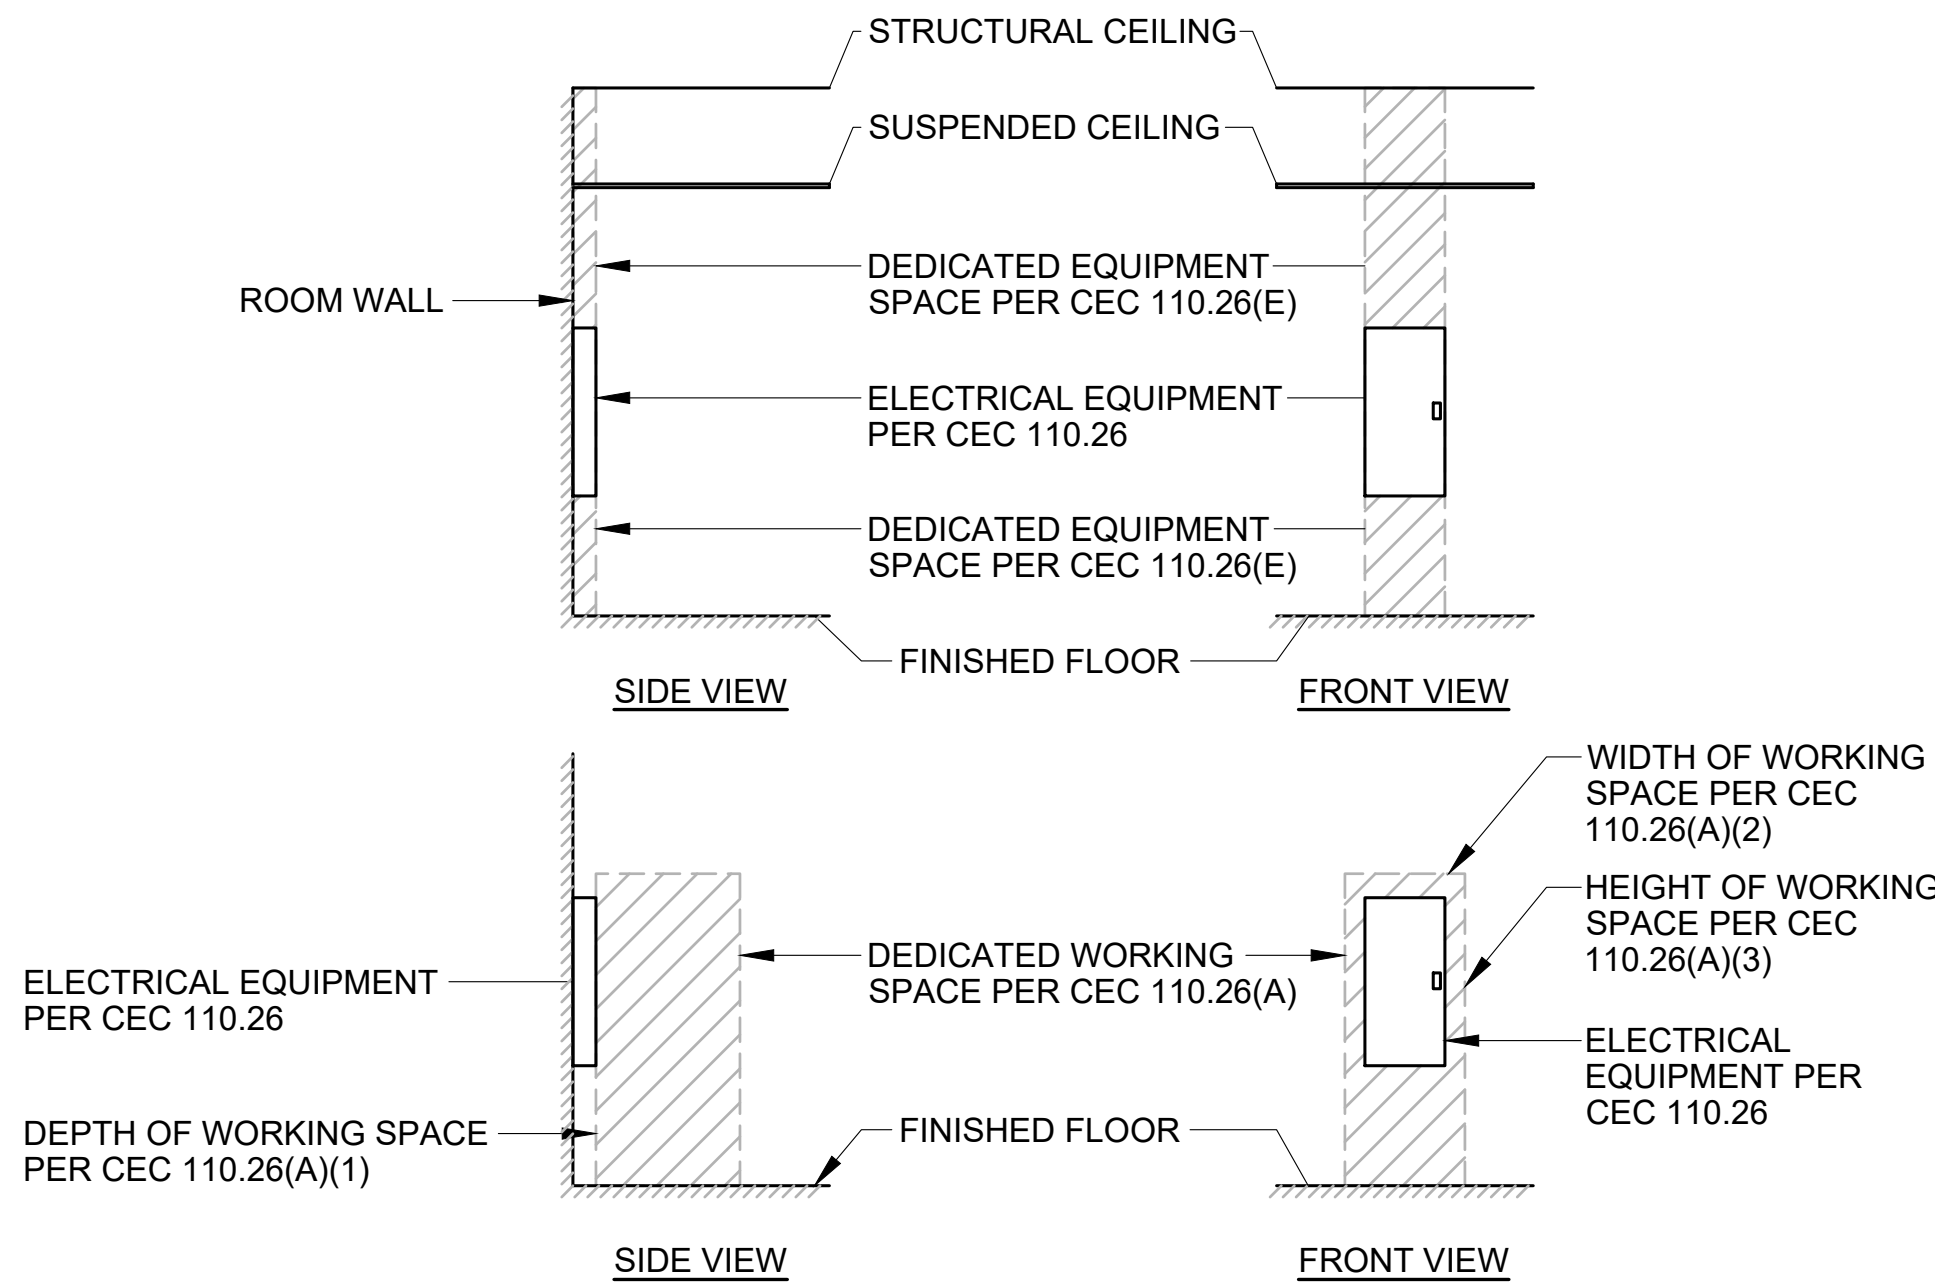 STRUCTURAL CEILING
SUSPENDED CEILING
DEDICATED EQUIPMENT
SPACE PER CEC 110.26(E)
ROOM WALL
ELECTRICAL EQUIPMENT
PER CEC 110.26
DEDICATED EQUIPMENT
SPACE PER CEC 110.26(E)
FINISHED FLOOR
SIDE VIEW
FRONT VIEW
WIDTH OF WORKING
SPACE PER CEC
110.26(A)(2)
HEIGHT OF WORKING
SPACE PER CEC
110.26(A)(3)
DEDICATED WORKING
SPACE PER CEC 110.26(A)
ELECTRICAL EQUIPMENT
PER CEC 110.26
ELECTRICAL
EQUIPMENT PER
CEC 110.26
DEPTH OF WORKING SPACE
PER CEC 110.26(A)(1)
FINISHED FLOOR
SIDE VIEW
FRONT VIEW